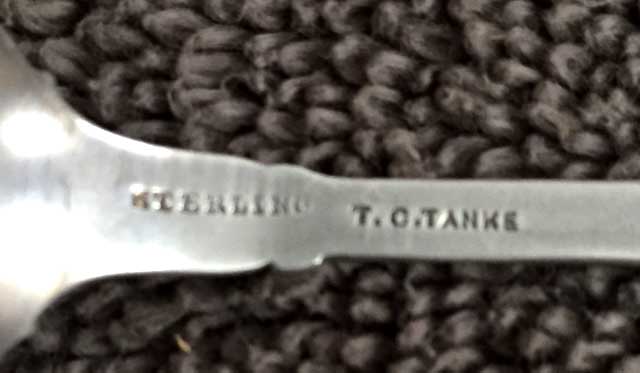 STERLING T. C. TANKE